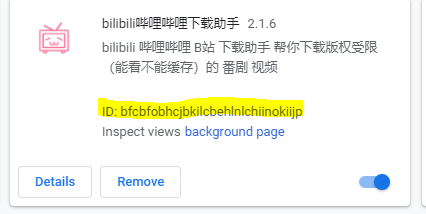 bilibili哔哩哔哩下载助手 2.1.6
bilibili 哔哩哔哩 B站 下载助手 帮你下载版权受限
（能看不能缓存）的 番剧 视频
ID: bfcbfobhcjbkilcbehlnlchiinokiijp
Inspect views background page
Details Remove